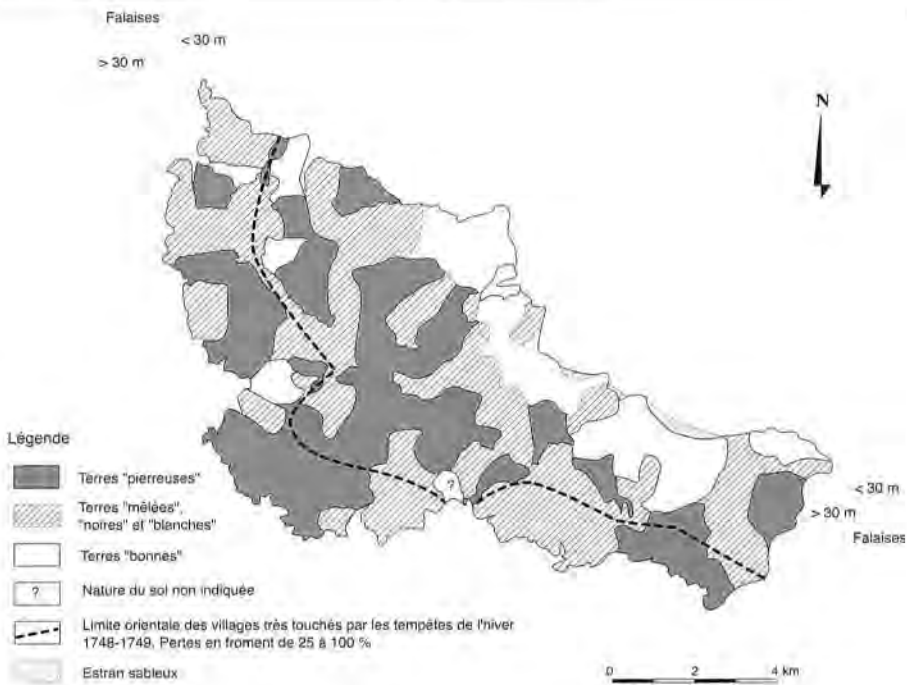 Falaises
< 30 m
> 30 m
N
?
< 30 m
> 30 m
Falaises
Légende
Terres "pierreuses"
Terres "mêlées",
"noires" et "blanches"
Terres "bonnes"
?
Nature du sol non indiquée
Limite orientale des villages très touchés par les tempêtes de l'hiver
1748-1749. Pertes en froment de 25 à 100 %
Estran sableux
0 2 4 km